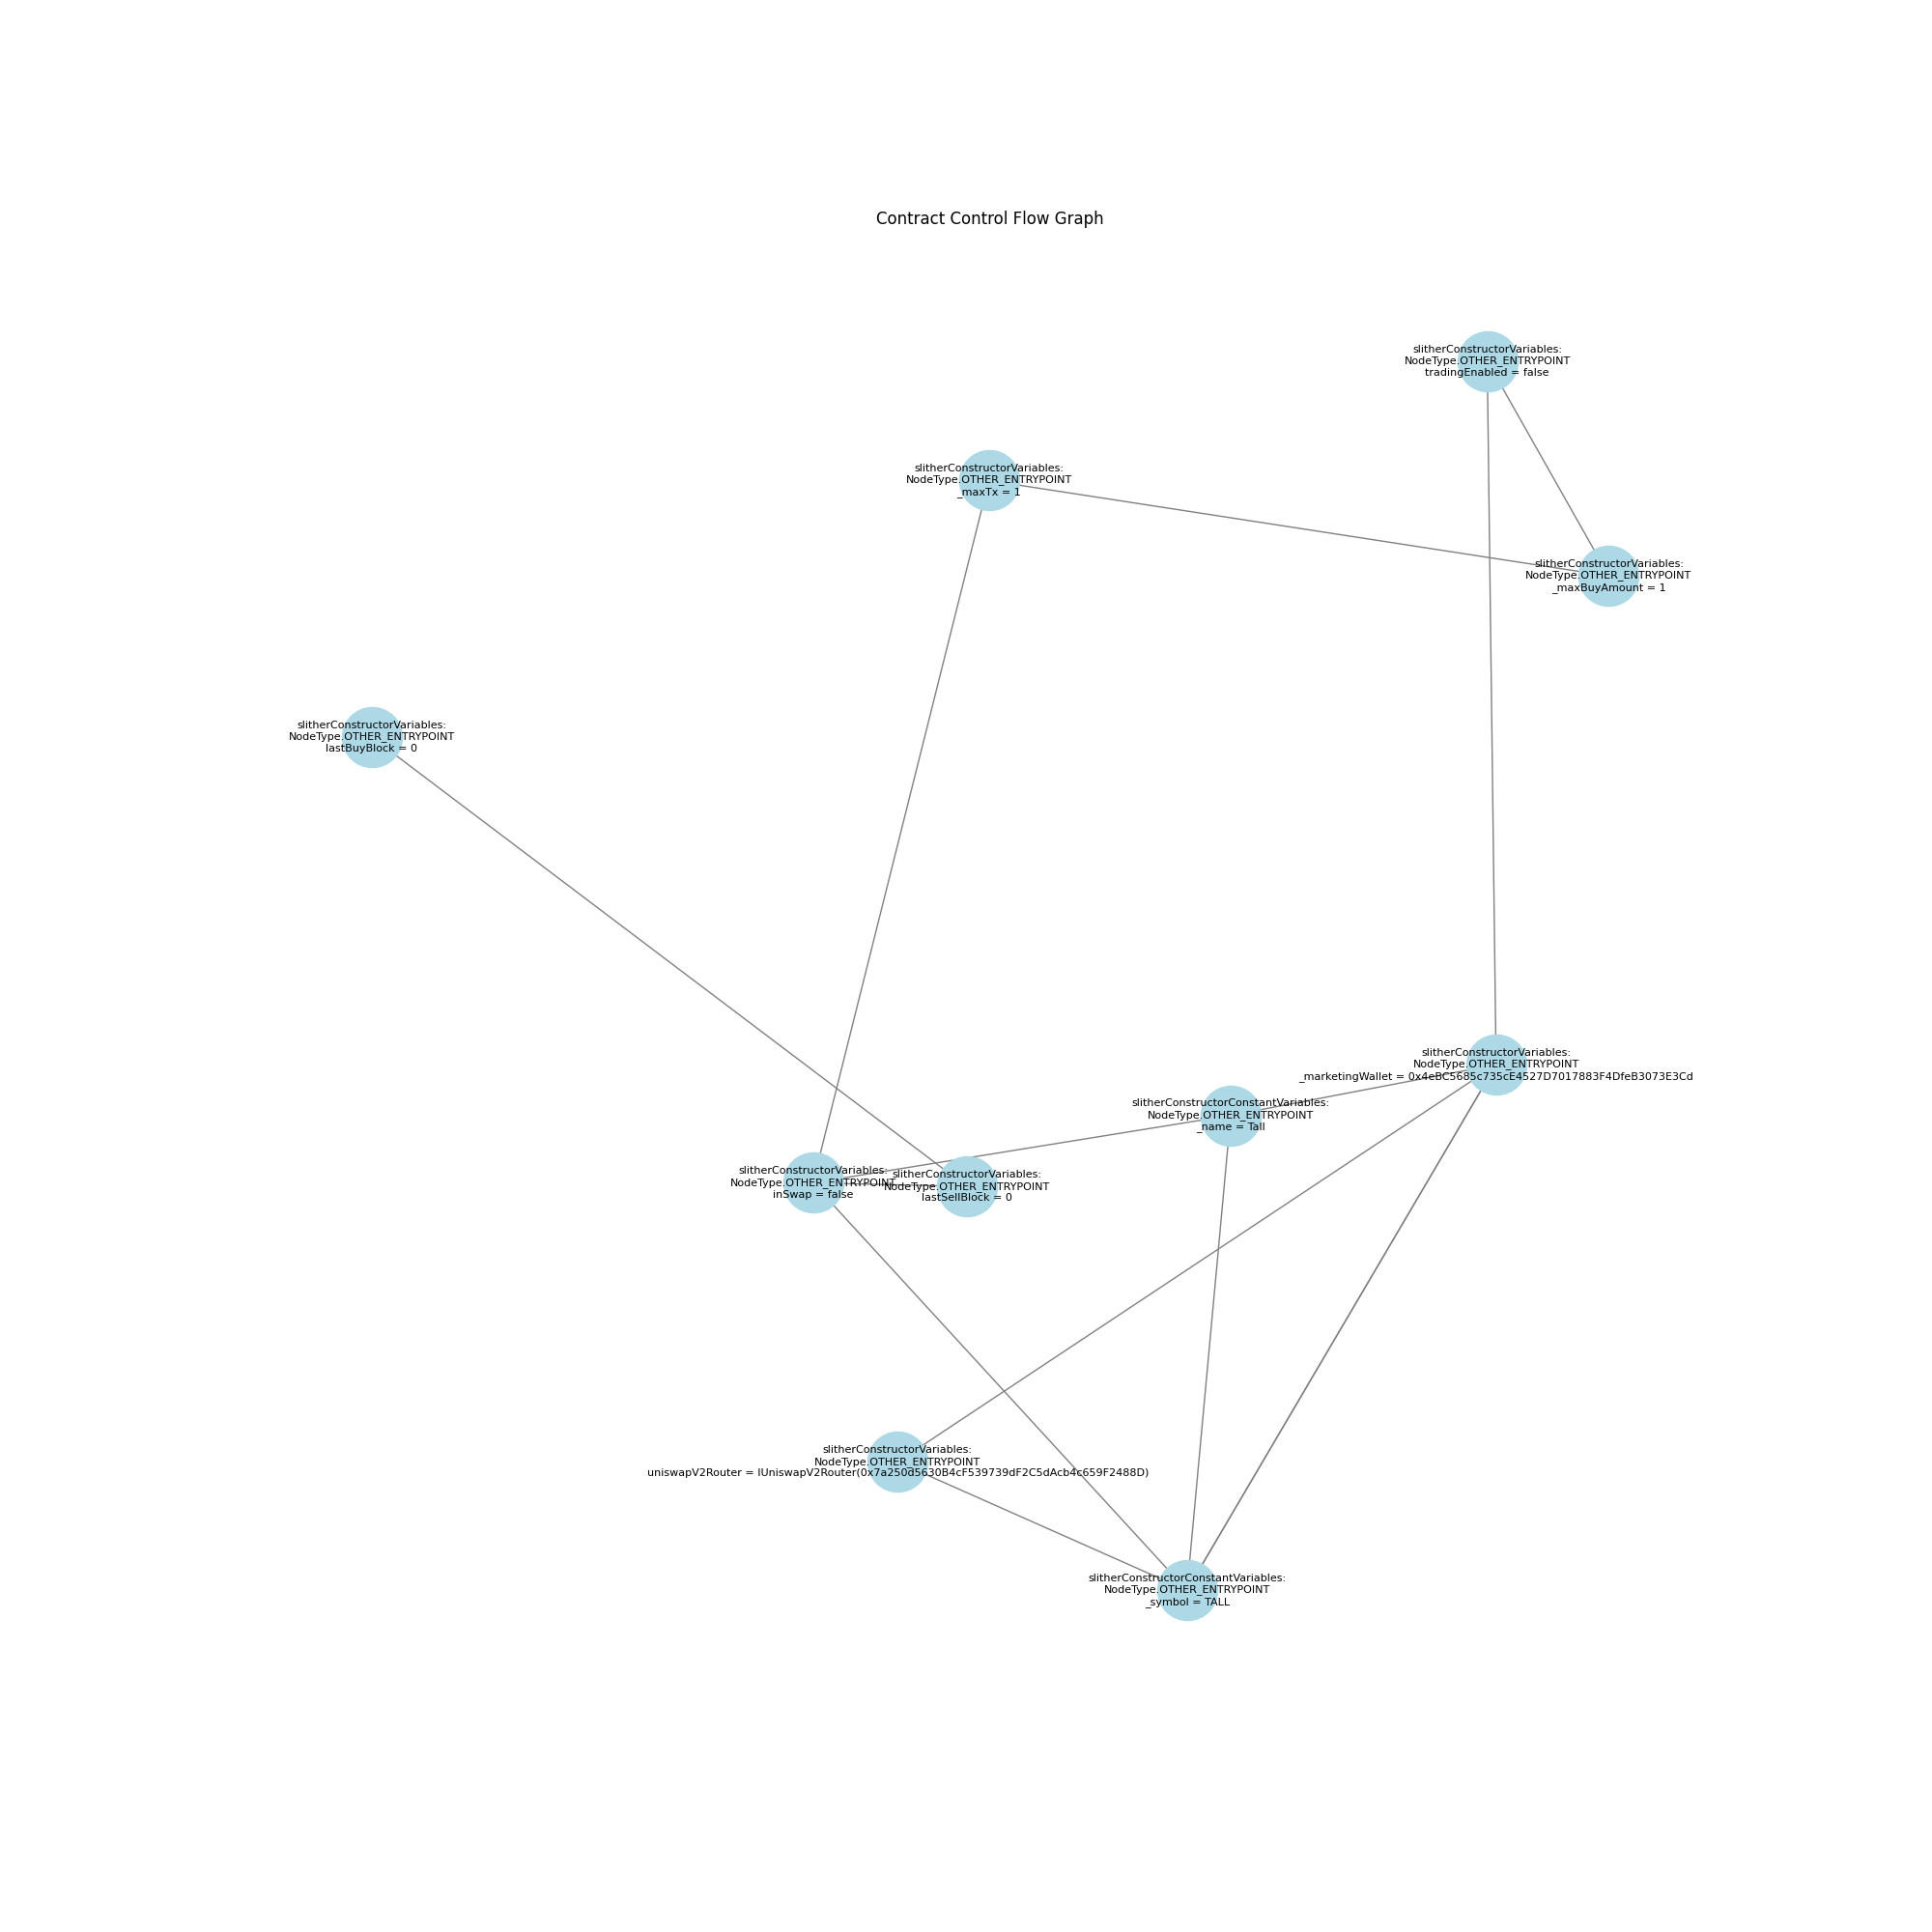 Contract Control Flow Graph
slitherConstructorVariables:
NodeType.OTHER_ENTRYPOINT
tradingEnabled = false
slitherConstructorVariables:
NodeType.OTHER_ENTRYPOINT
_maxTx = 1
slitherConstructorVariables:
NodeType.OTHER_ENTRYPOINT
_maxBuyAmount = 1
slitherConstructorVariables:
NodeType.OTHER_ENTRYPOINT
lastBuyBlock = 0
slitherConstructorVariables:
NodeType.OTHER_ENTRYPOINT
_marketingWallet = 0x4eBC5685c735cE4527D7017883F4DfeB3073E3Cd
slitherConstructorConstantVariables:
NodeType.OTHER_ENTRYPOINT
_name = Tall
slitherConstructorVariables:
NodeType.OTHER_ENTRYPOINT
inSwap = false
slitherConstructorVariables:
NodeType.OTHER_ENTRYPOINT
lastSellBlock = 0
slitherConstructorVariables:
NodeType.OTHER_ENTRYPOINT
uniswapV2Router = IUniswapV2Router(0x7a250d5630B4cF539739dF2C5dAcb4c659F2488D)
slitherConstructorConstantVariables:
NodeType.OTHER_ENTRYPOINT
_symbol = TALL